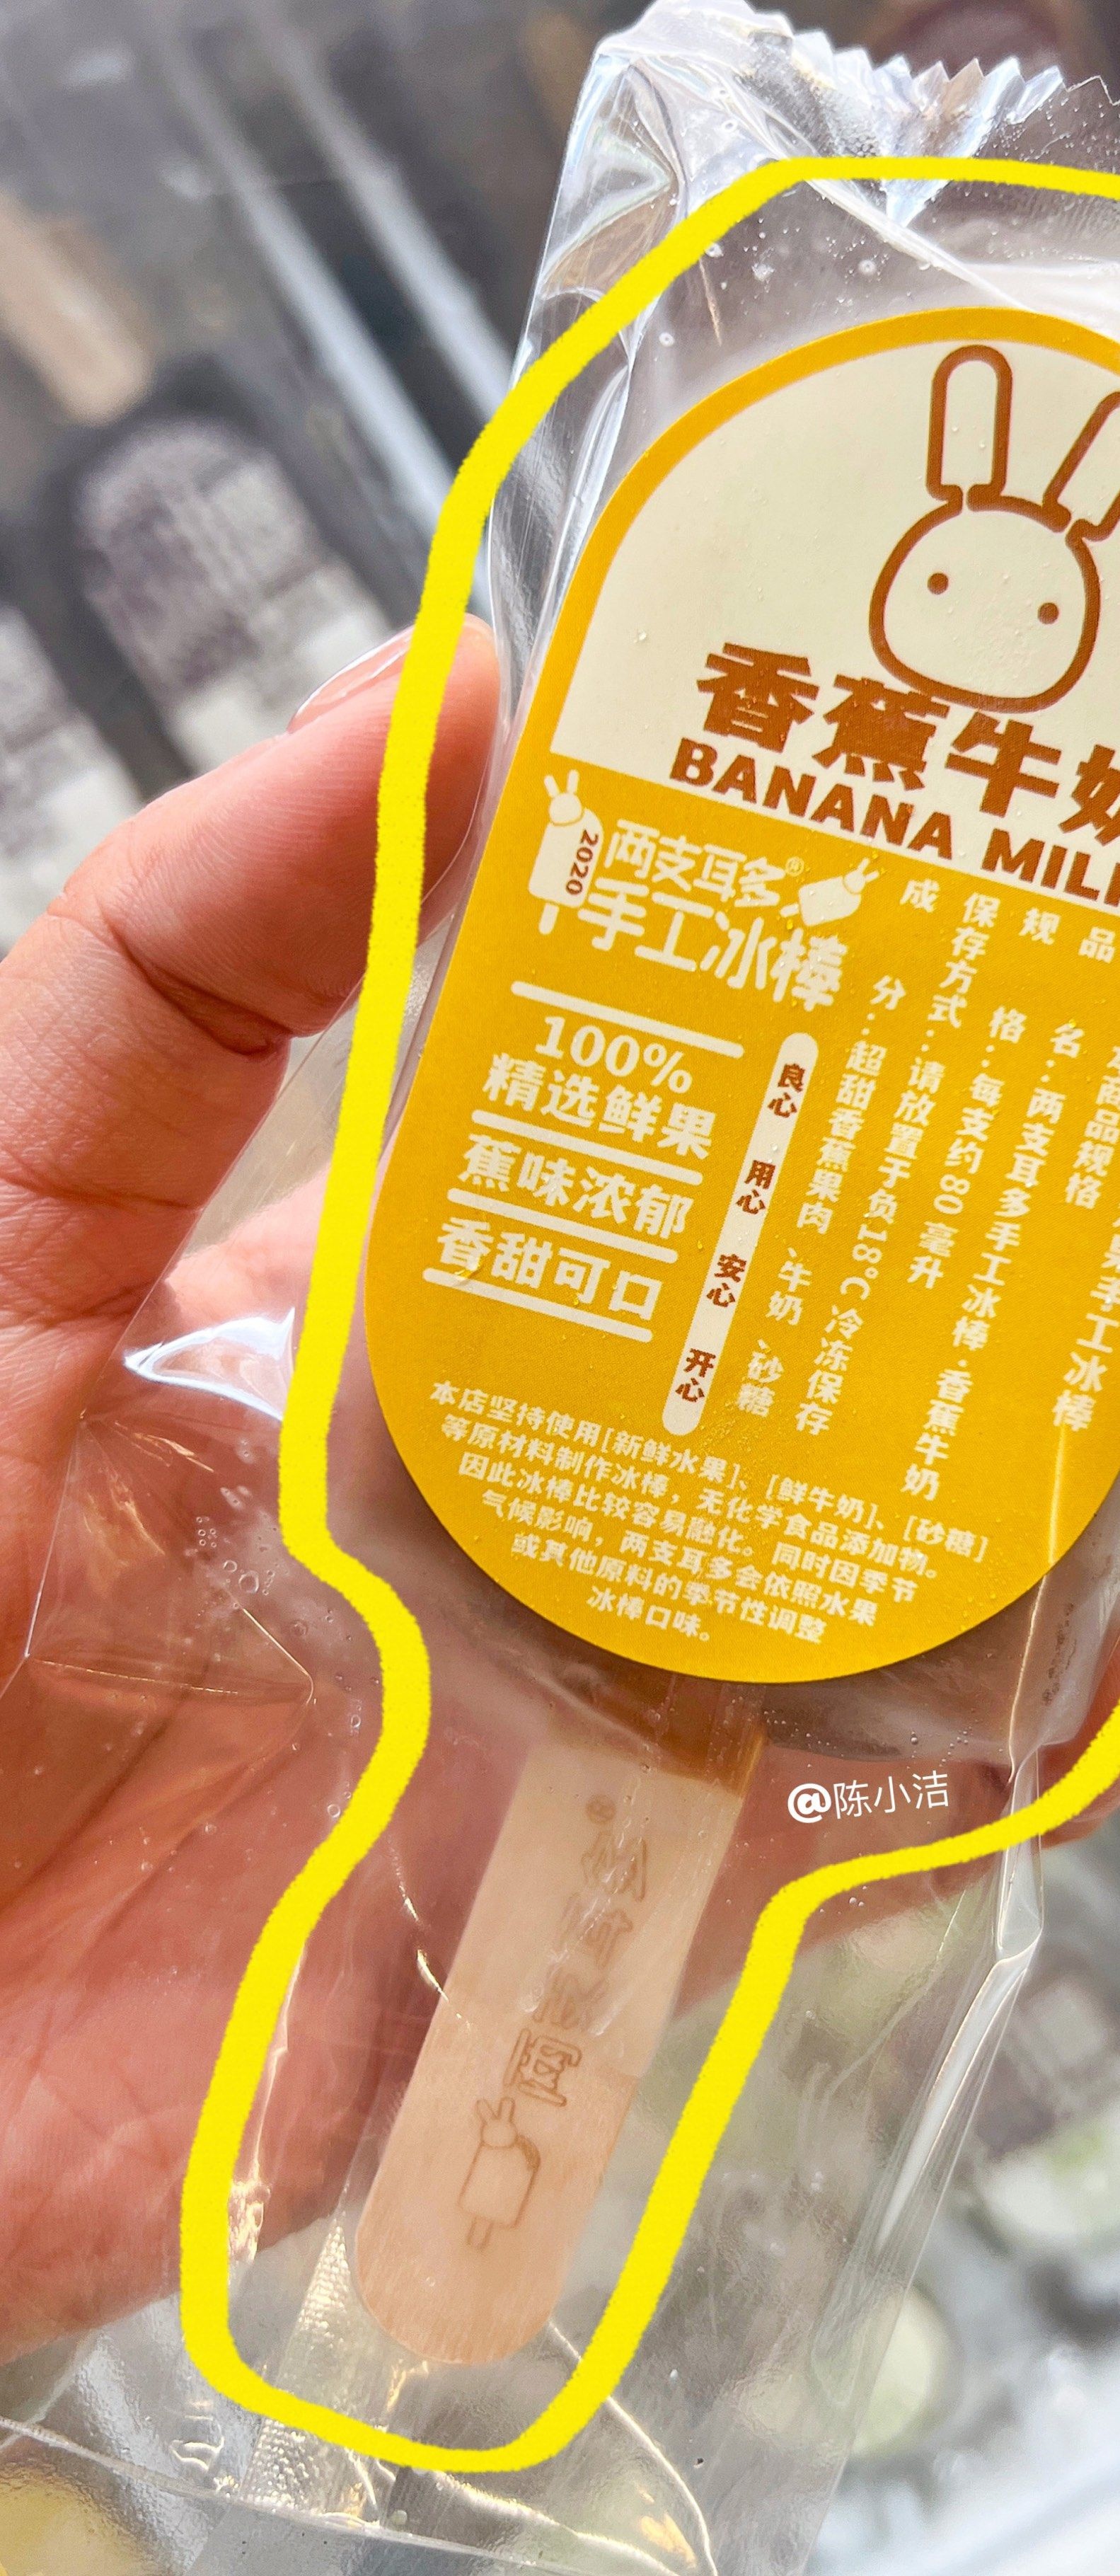 香蕉牛奶
BANANA MIL
2020
两支耳多®
手工冰棒
100%
精选鲜果
蕉味浓郁
香甜可口
良心 用心 安心 开心
品名：两支耳多手工冰棒·香蕉牛奶
规格：每支约80毫升
保存方式：请放置于负18℃冷冻保存
成分：超甜香蕉果肉、牛奶、砂糖
本店坚持使用[新鲜水果]、[鲜牛奶]、[砂糖]
等原材料制作冰棒，无化学食品添加物。
因此冰棒比较容易融化。同时因季节
气候影响，两支耳多会依照水果
或其他原料的季节性调整
冰棒口味。
@陈小洁
两支耳多®